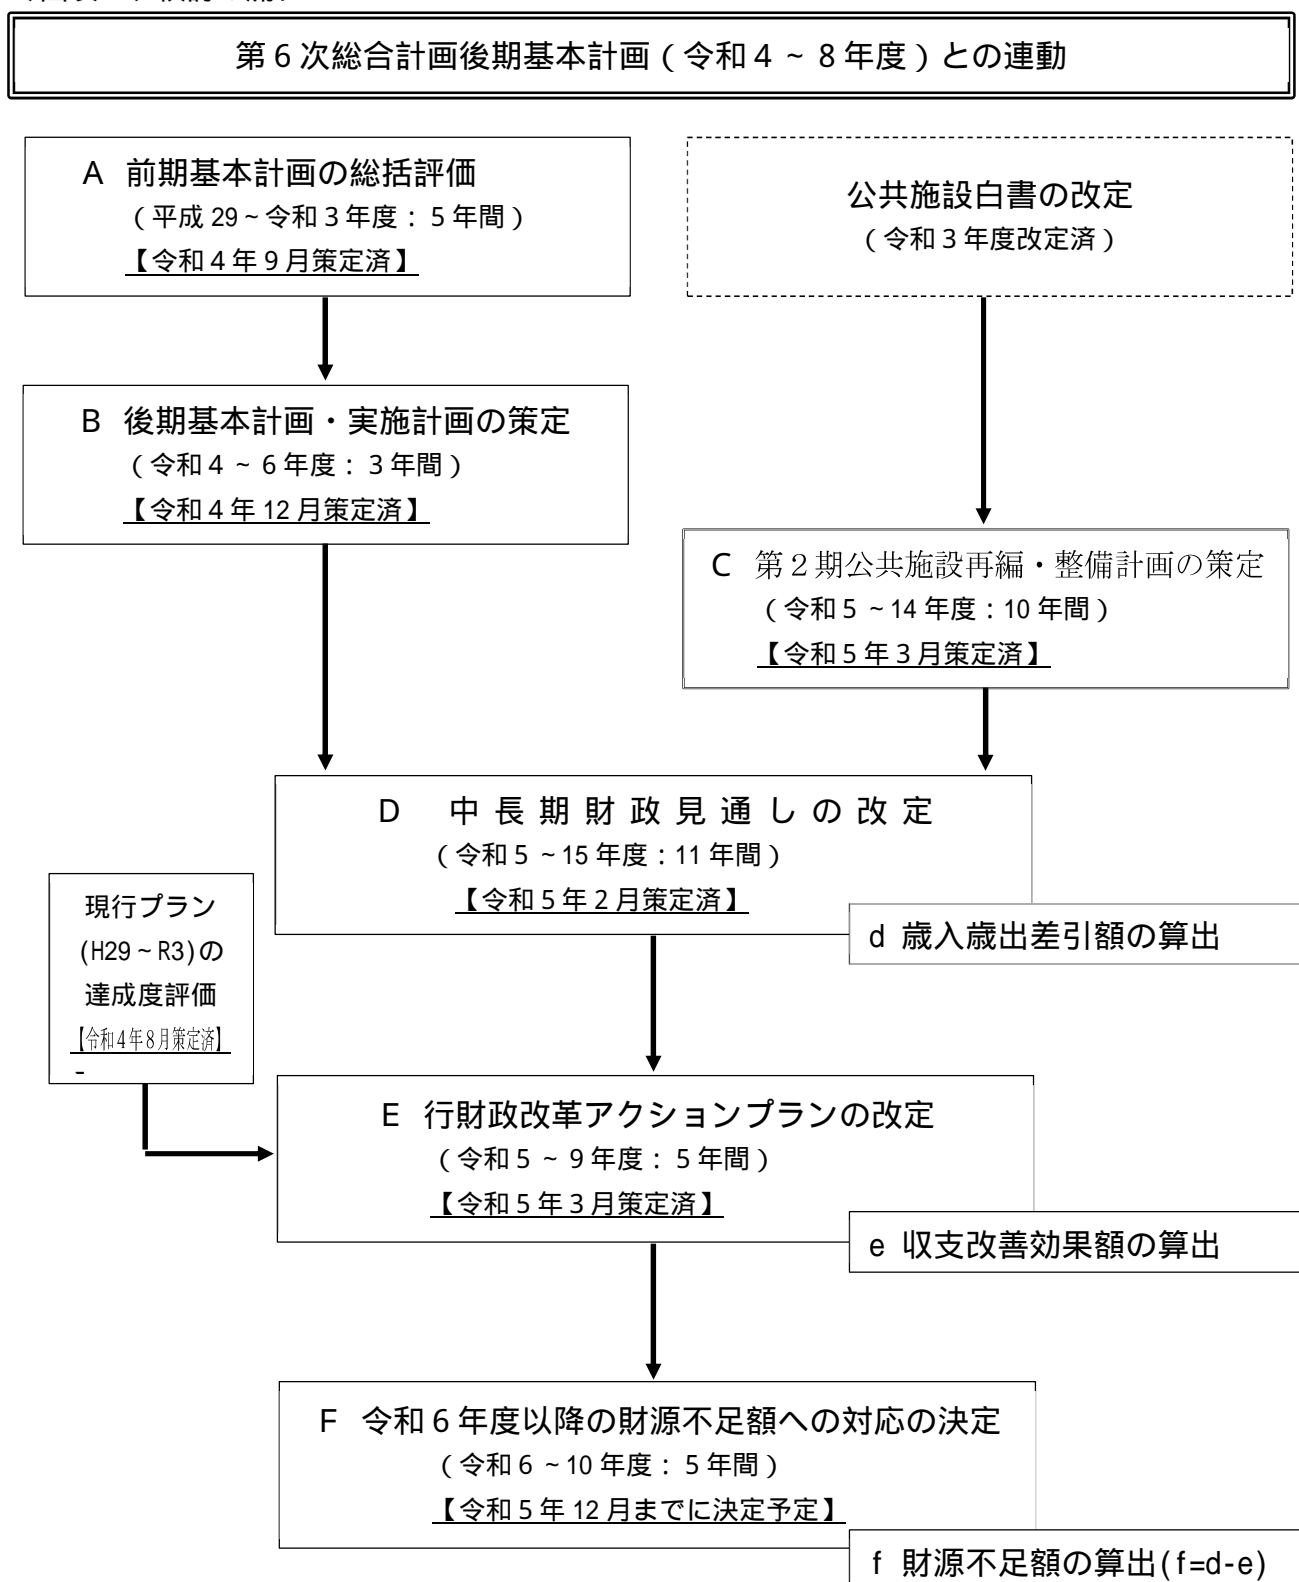 第６次総合計画後期基本計画（令和４～８年度）との連動
A 前期基本計画の総括評価
（平成29～令和３年度：５年間）
【令和４年９月策定済】
公共施設白書の改定
（令和３年度改定済）
B 後期基本計画・実施計画の策定
（令和４～６年度：３年間）
【令和４年12月策定済】
C 第２期公共施設再編・整備計画の策定
（令和５～14年度：10年間）
【令和５年３月策定済】
D 中長期財政見通しの改定
（令和５～15年度：11年間）
【令和５年２月策定済】
d 歳入歳出差引額の算出
現行プラン
(H29～R3)の
達成度評価
【令和４年８月策定済】
E 行財政改革アクションプランの改定
（令和５～９年度：５年間）
【令和５年３月策定済】
e 収支改善効果額の算出
F 令和６年度以降の財源不足額への対応の決定
（令和６～10年度：５年間）
【令和５年12月までに決定予定】
f 財源不足額の算出(f=d-e)